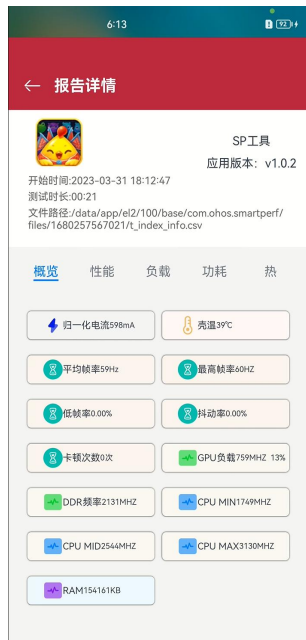 6:13
92
← 报告详情
SP工具
应用版本: v1.0.2
开始时间:2023-03-31 18:12:47
测试时长:00:21
文件路径:/data/app/el2/100/base/com.ohos.smartperf/
files/1680257567021/t_index_info.csv
概览 性能 负载 功耗 热
归一化电流598mA 壳温39℃
平均帧率59Hz 最高帧率60HZ
低帧率0.00% 抖动率0.00%
卡顿次数0次 GPU负载759MHZ 13%
DDR频率2131MHZ CPU MIN1749MHZ
CPU MID2544MHZ CPU MAX3130MHZ
RAM154161KB